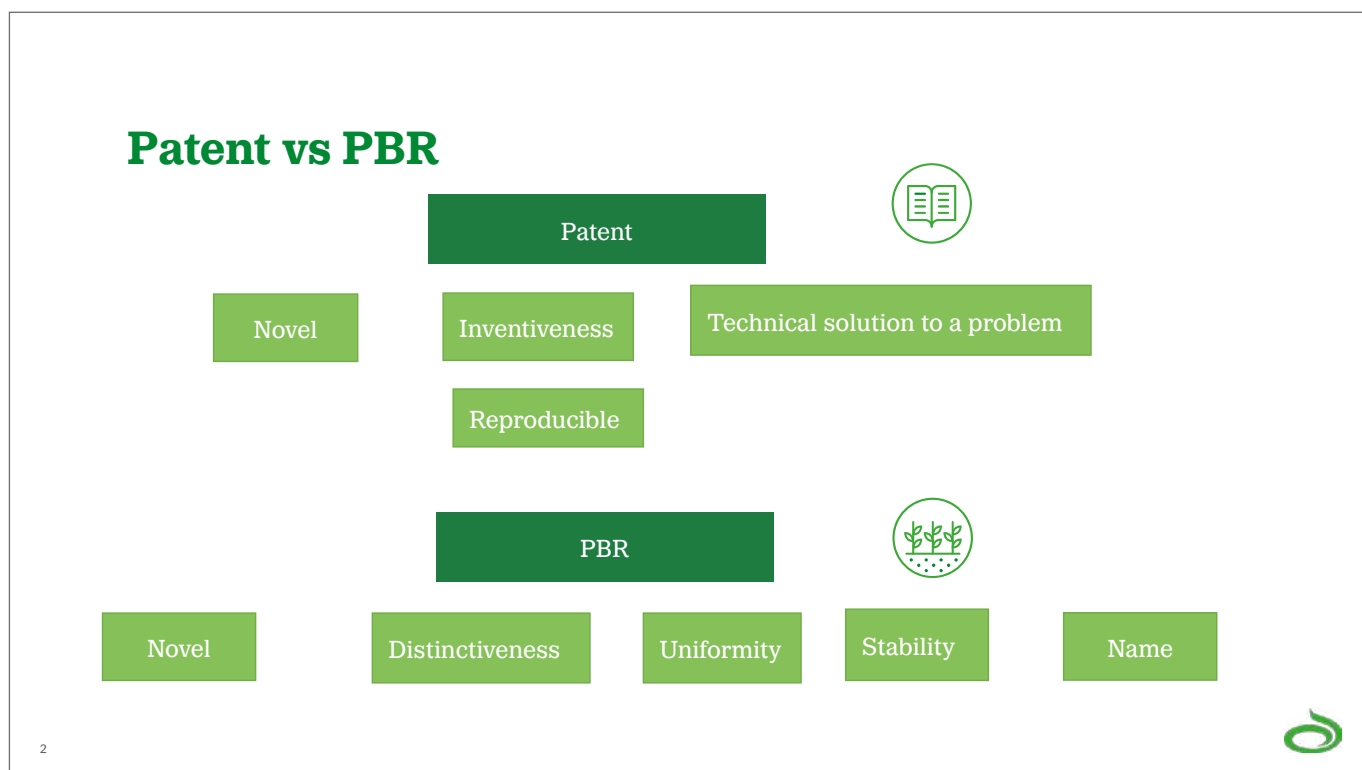 Patent vs PBR
Patent
Novel
Inventiveness
Technical solution to a problem
Reproducible
PBR
Novel
Distinctiveness
Uniformity
Stability
Name
2